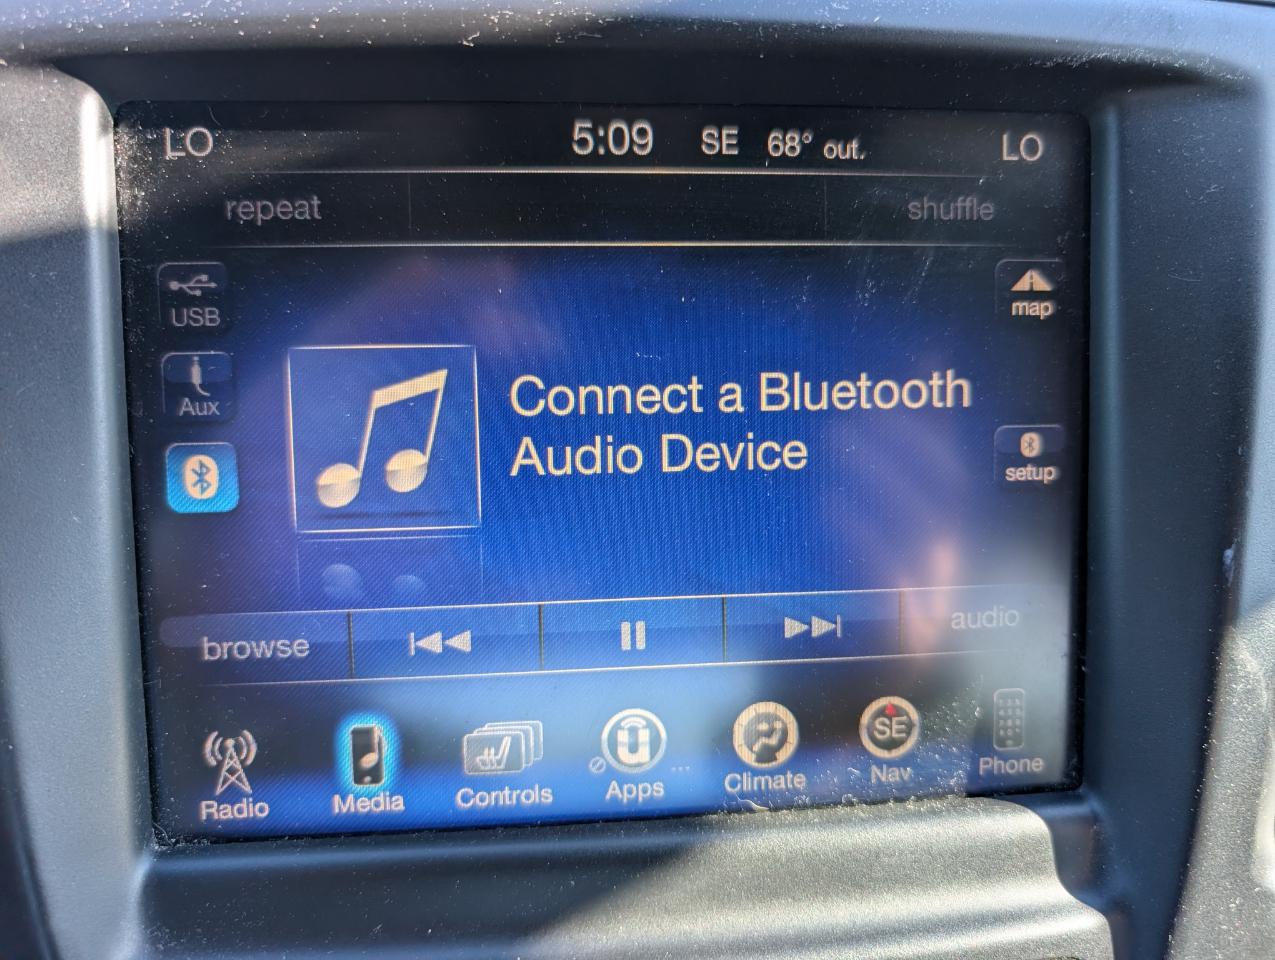 LO 5:09 SE 68° out. LO
repeat shuffle
USB
map
Aux
Connect a Bluetooth
Audio Device
setup
browse audio
SE
Radio Media Controls Apps Climate Nav Phone